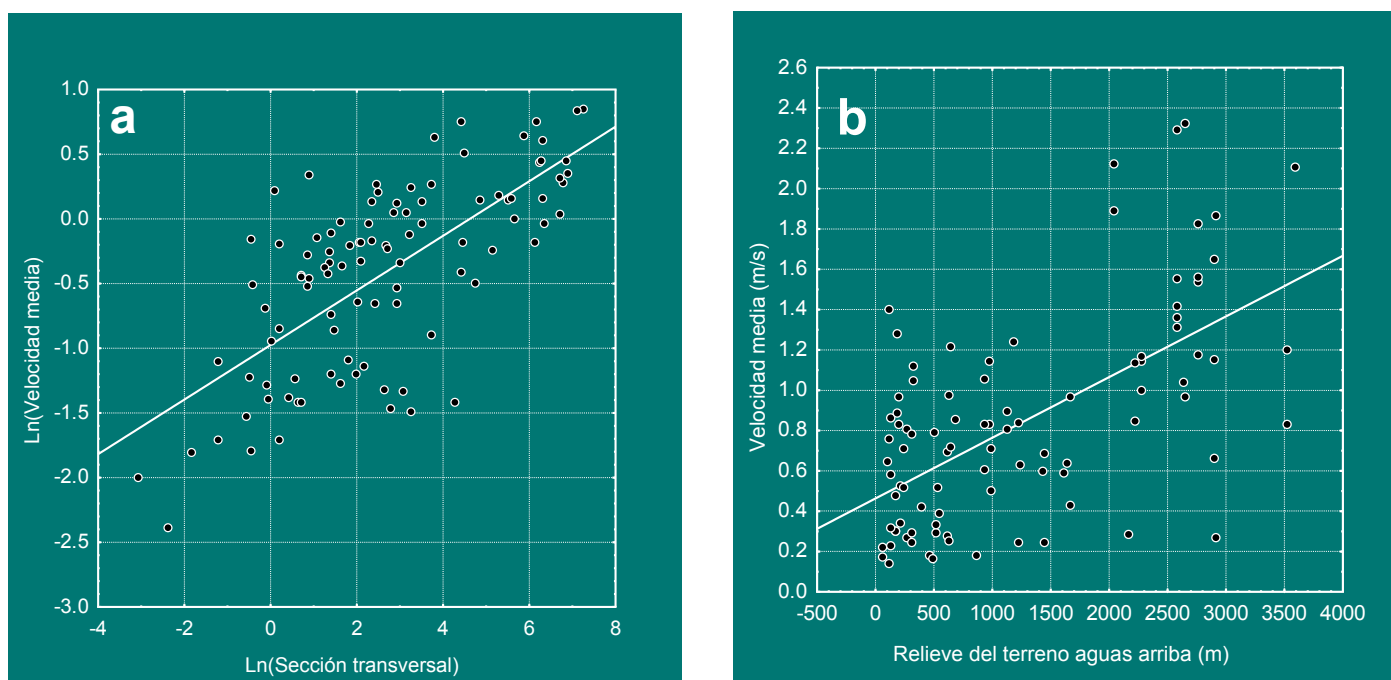 a
1.0
0.5
0.0
-0.5
-1.0
-1.5
-2.0
-2.5
-3.0
-4 -2 0 2 4 6 8
Ln(Velocidad media)
Ln(Sección transversal)
b
2.6
2.4
2.2
2.0
1.8
1.6
1.4
1.2
1.0
0.8
0.6
0.4
0.2
0.0
-500 0 500 1000 1500 2000 2500 3000 3500 4000
Velocidad media (m/s)
Relieve del terreno aguas arriba (m)